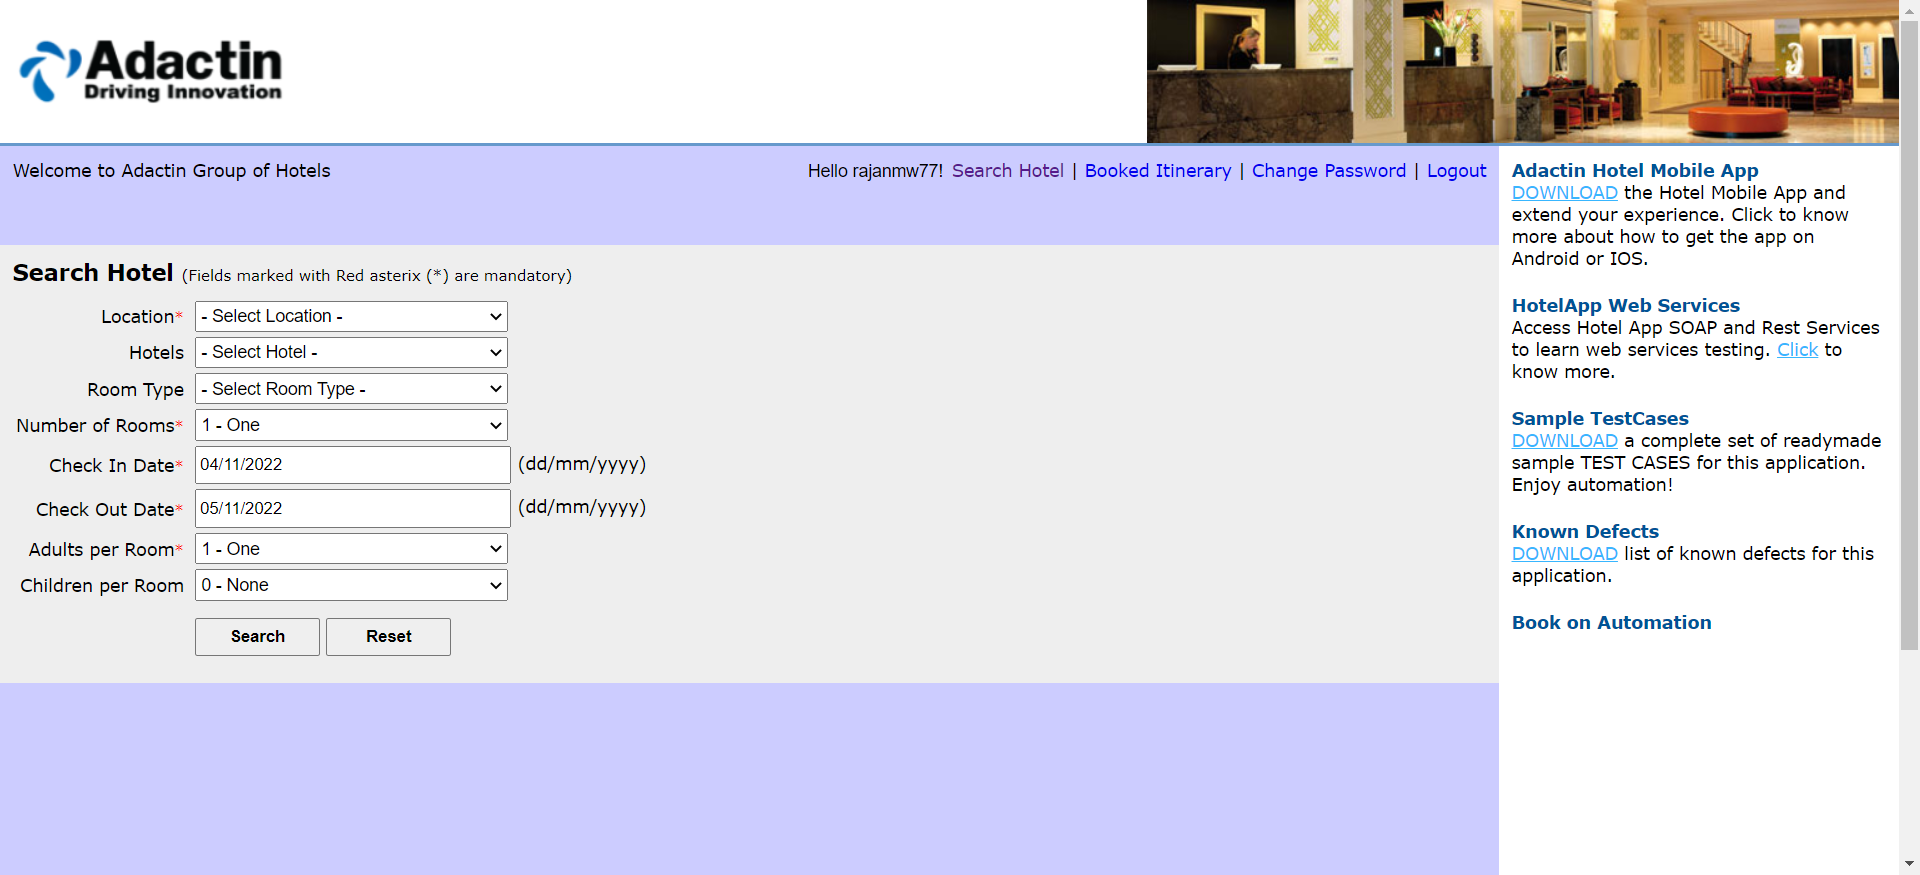 Adactin
Driving Innovation
Welcome to Adactin Group of Hotels
Hello rajanmw77! Search Hotel | Booked Itinerary | Change Password | Logout
Search Hotel (Fields marked with Red asterix (*) are mandatory)
Location* - Select Location -
Hotels - Select Hotel -
Room Type - Select Room Type -
Number of Rooms* 1 - One
Check In Date* 04/11/2022 (dd/mm/yyyy)
Check Out Date* 05/11/2022 (dd/mm/yyyy)
Adults per Room* 1 - One
Children per Room 0 - None
Search Reset
Adactin Hotel Mobile App
DOWNLOAD the Hotel Mobile App and
extend your experience. Click to know
more about how to get the app on
Android or IOS.
HotelApp Web Services
Access Hotel App SOAP and Rest Services
to learn web services testing. Click to
know more.
Sample TestCases
DOWNLOAD a complete set of readymade
sample TEST CASES for this application.
Enjoy automation!
Known Defects
DOWNLOAD list of known defects for this
application.
Book on Automation